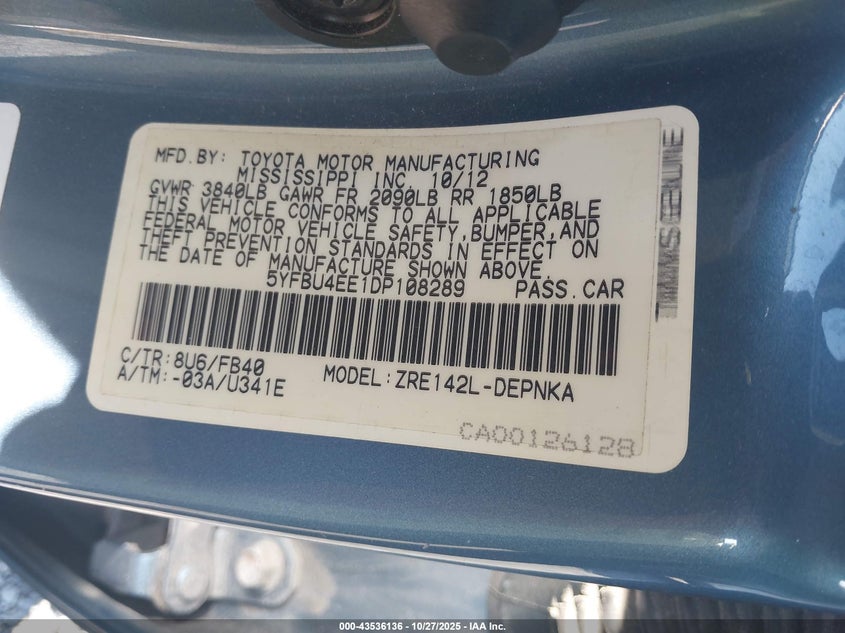 MFD.BY: TOYOTA MOTOR MANUFACTURING
MISSISSIPPI INC. 10/12
GVWR 3840LB GAWR FR 2090LB RR 1850LB
THIS VEHICLE CONFORMS TO ALL APPLICABLE
FEDERAL MOTOR VEHICLE SAFETY,BUMPER,AND
THEFT PREVENTION STANDARDS IN EFFECT ON
THE DATE OF MANUFACTURE SHOWN ABOVE.
5YFBU4EE1DP108289 PASS.CAR
C/TR:8U6/FB40
A/TM:-03A/U341E MODEL:ZRE142L-DEPNKA
CA00126128
000-43536136 - 10/27/2025 - IAA Inc.